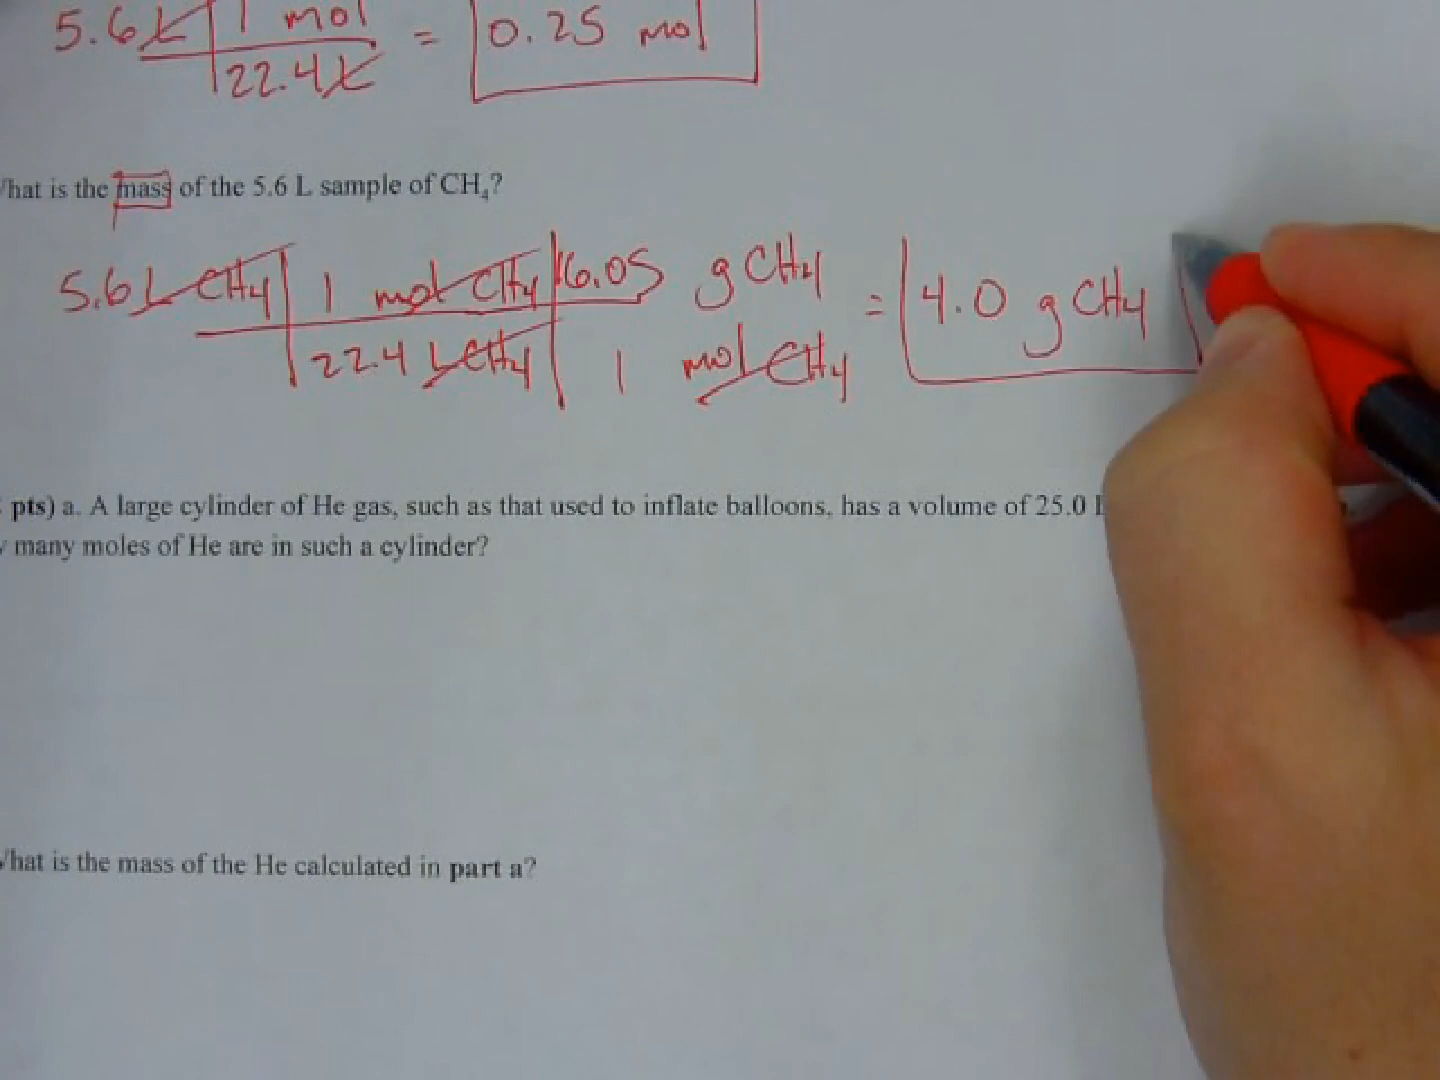 5.6L 1 mol = 0.25 mol
22.4L
What is the mass of the 5.6 L sample of CH4?
5.6 L CH4 1 mol CH4 16.05 g CH4 = 4.0 g CH4
22.4 L CH4 1 mol CH4
pts) a. A large cylinder of He gas, such as that used to inflate balloons, has a volume of 25.0 L
many moles of He are in such a cylinder?
What is the mass of the He calculated in part a?